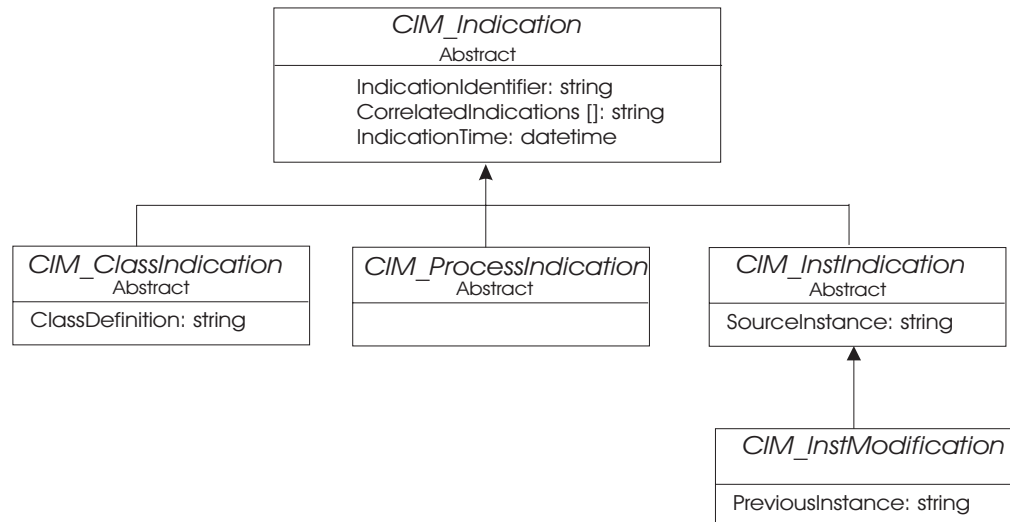 CIM_Indication
Abstract
IndicationIdentifier: string
CorrelatedIndications []: string
IndicationTime: datetime
CIM_ClassIndication
Abstract
ClassDefinition: string
CIM_ProcessIndication
Abstract
CIM_InstIndication
Abstract
SourceInstance: string
CIM_InstModification
PreviousInstance: string